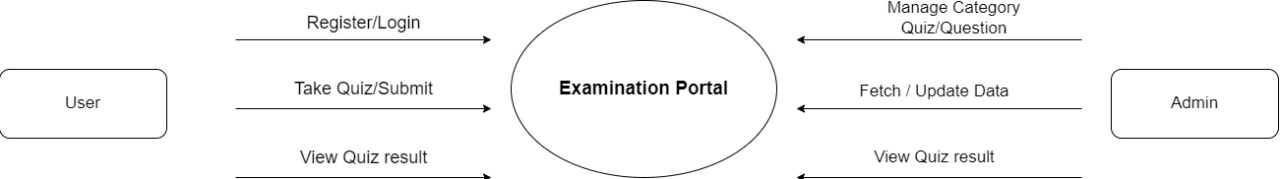 Register/Login
Manage Category
Quiz/Question
User
Take Quiz/Submit
Examination Portal
Fetch / Update Data
Admin
View Quiz result
View Quiz result